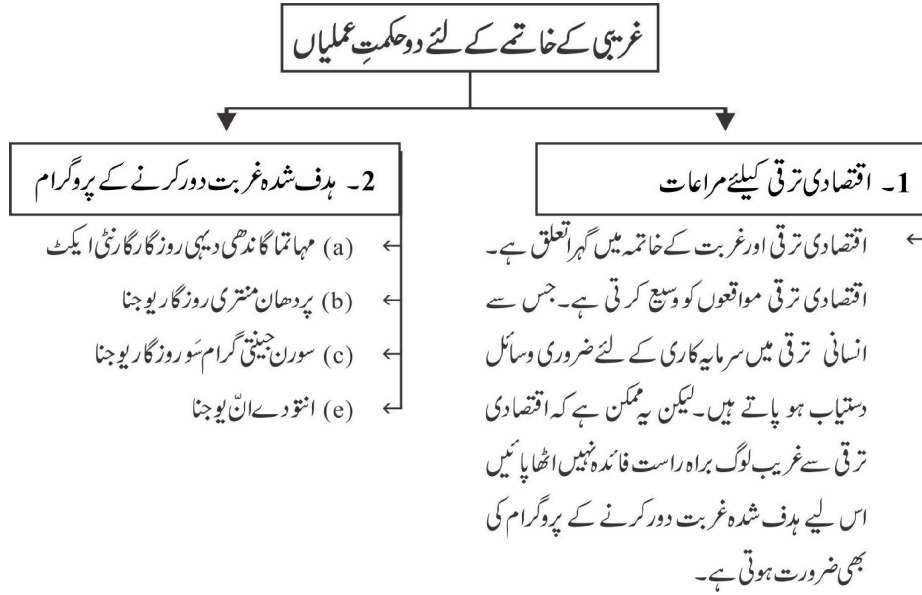 غریبی کے خاتمے کے لئے دو حکمتِ عملیاں
1۔ اقتصادی ترقی کیلئے مراعات
← اقتصادی ترقی اور غربت کے خاتمہ میں گہرا تعلق ہے۔
اقتصادی ترقی مواقعوں کو وسیع کرتی ہے۔ جس سے
انسانی ترقی میں سرمایہ کاری کے لئے ضروری وسائل
دستیاب ہو پاتے ہیں۔ لیکن یہ ممکن ہے کہ اقتصادی
ترقی سے غریب لوگ براہ راست فائدہ نہیں اٹھا پائیں
اس لیے ہدف شدہ غربت دور کرنے کے پروگرام کی
بھی ضرورت ہوتی ہے۔
2۔ ہدف شدہ غربت دور کرنے کے پروگرام
← (a) مہاتما گاندھی دیہی روزگار گارنٹی ایکٹ
← (b) پردھان منتری روزگار یوجنا
← (c) سورن جینتی گرام سَو روزگار یوجنا
← (e) انتودے انّ یوجنا